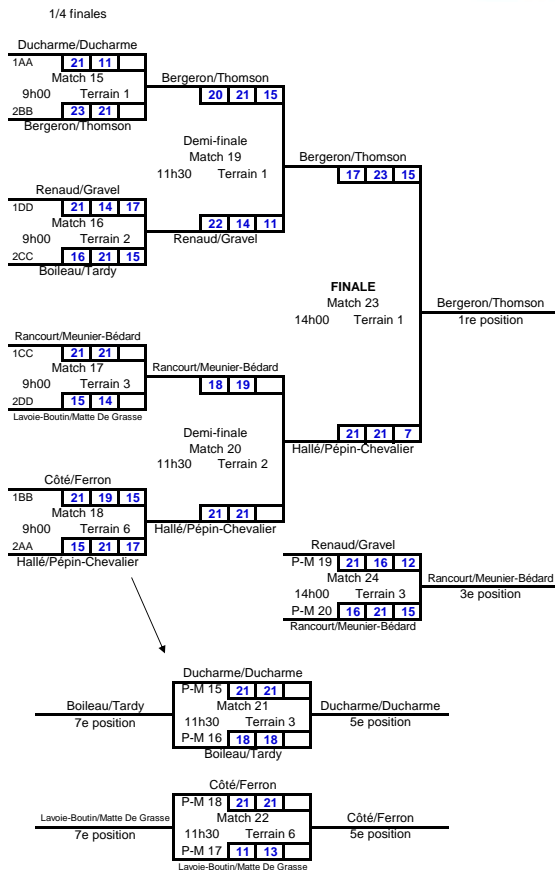 1/4 finales
Ducharme/Ducharme
1AA 21 11
Match 15
9h00 Terrain 1
2BB 23 21
Bergeron/Thomson
Bergeron/Thomson
20 21 15
Demi-finale
Match 19
11h30 Terrain 1
22 14 11
Renaud/Gravel
Renaud/Gravel
1DD 21 14 17
Match 16
9h00 Terrain 2
2CC 16 21 15
Boileau/Tardy
Bergeron/Thomson
17 23 15
FINALE
Match 23
14h00 Terrain 1
21 21 7
Hallé/Pépin-Chevalier
Bergeron/Thomson
1re position
Rancourt/Meunier-Bédard
1CC 21 21
Match 17
9h00 Terrain 3
2DD 15 14
Lavoie-Boutin/Matte De Grasse
Rancourt/Meunier-Bédard
18 19
Demi-finale
Match 20
11h30 Terrain 2
21 21
Hallé/Pépin-Chevalier
Côté/Ferron
1BB 21 19 15
Match 18
9h00 Terrain 6
2AA 15 21 17
Hallé/Pépin-Chevalier
Renaud/Gravel
P-M 19 21 16 12
Match 24
14h00 Terrain 3
P-M 20 16 21 15
Rancourt/Meunier-Bédard
Rancourt/Meunier-Bédard
3e position
Ducharme/Ducharme
P-M 15 21 21
Match 21
11h30 Terrain 3
P-M 16 18 18
Boileau/Tardy
Boileau/Tardy
7e position
Ducharme/Ducharme
5e position
Côté/Ferron
P-M 18 21 21
Match 22
11h30 Terrain 6
P-M 17 11 13
Lavoie-Boutin/Matte De Grasse
Lavoie-Boutin/Matte De Grasse
7e position
Côté/Ferron
5e position